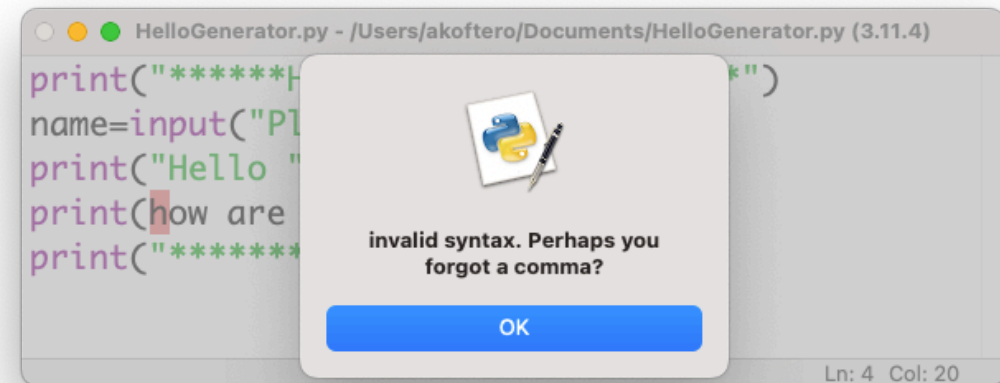 HelloGenerator.py - /Users/akoftero/Documents/HelloGenerator.py (3.11.4)
print("******H *")
name=input("Pl
print("Hello "
print(how are
print("*******
invalid syntax. Perhaps you
forgot a comma?
OK
Ln: 4 Col: 20